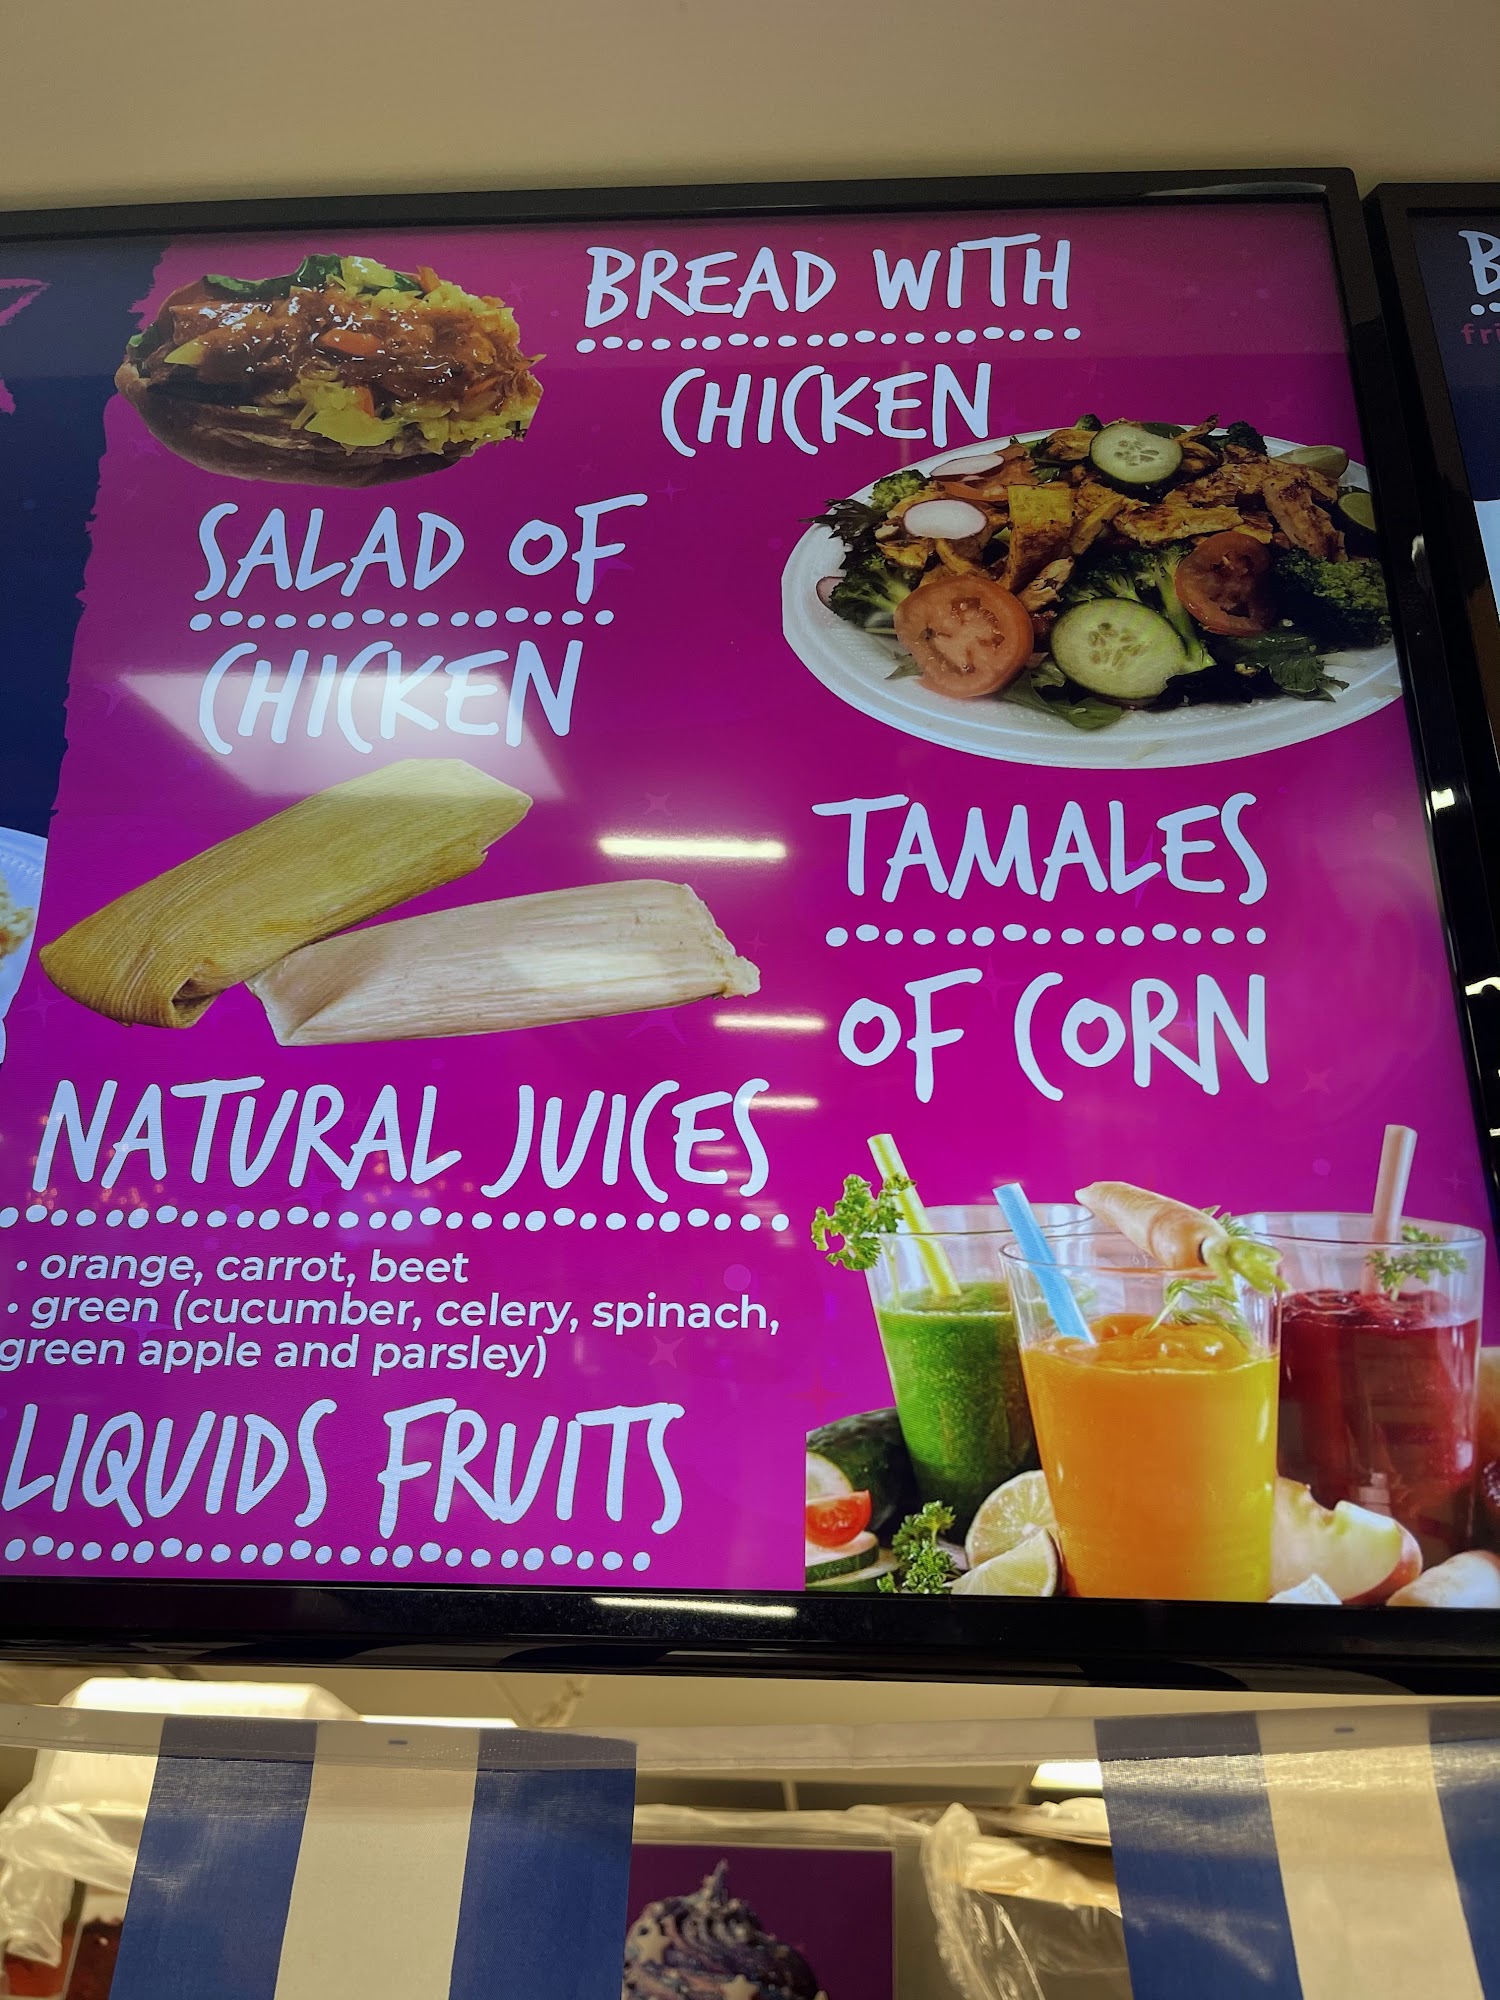 BREAD WITH
CHICKEN
SALAD OF
CHICKEN
TAMALES
OF CORN
NATURAL JUICES
• orange, carrot, beet
• green (cucumber, celery, spinach,
green apple and parsley)
LIQUIDS FRUITS